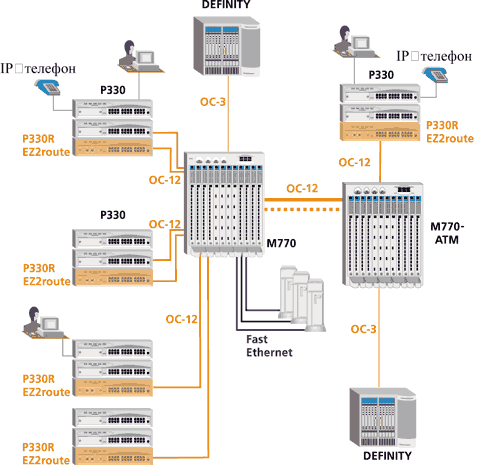 DEFINITY
IP□телефон
P330
OC-3
P330R
EZ2route
OC-12
IP□телефон
P330
P330R
EZ2route
OC-12
OC-12
M770
M770-
ATM
P330
OC-12
P330R
EZ2route
OC-12
Fast
Ethernet
OC-3
P330R
EZ2route
P330R
EZ2route
DEFINITY